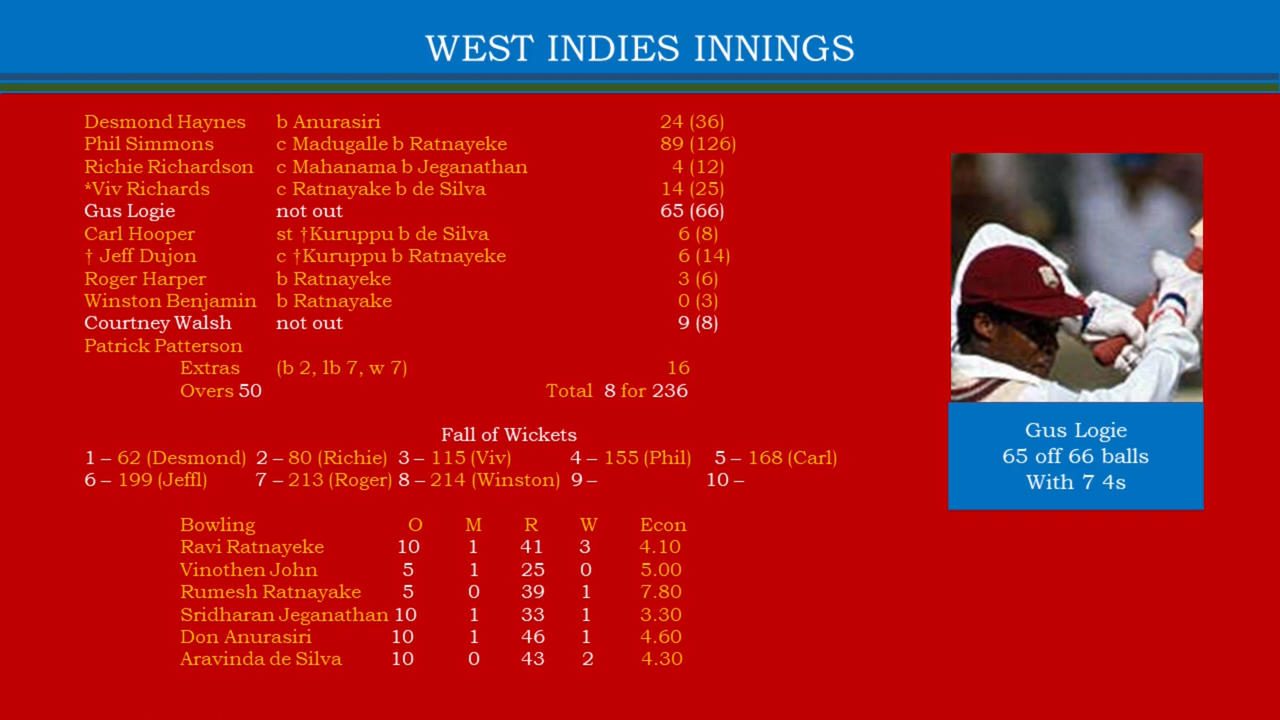 WEST INDIES INNINGS
Desmond Haynes b Anurasiri 24 (36)
Phil Simmons c Madugalle b Ratnayeke 89 (126)
Richie Richardson c Mahanama b Jeganathan 4 (12)
*Viv Richards c Ratnayake b de Silva 14 (25)
Gus Logie not out 65 (66)
Carl Hooper st †Kuruppu b de Silva 6 (8)
† Jeff Dujon c †Kuruppu b Ratnayeke 6 (14)
Roger Harper b Ratnayeke 3 (6)
Winston Benjamin b Ratnayake 0 (3)
Courtney Walsh not out 9 (8)
Patrick Patterson
Extras (b 2, lb 7, w 7) 16
Overs 50 Total 8 for 236
Fall of Wickets
1 – 62 (Desmond) 2 – 80 (Richie) 3 – 115 (Viv) 4 – 155 (Phil) 5 – 168 (Carl)
6 – 199 (Jeffl) 7 – 213 (Roger) 8 – 214 (Winston) 9 – 10 –
Bowling O M R W Econ
Ravi Ratnayeke 10 1 41 3 4.10
Vinothen John 5 1 25 0 5.00
Rumesh Ratnayake 5 0 39 1 7.80
Sridharan Jeganathan 10 1 33 1 3.30
Don Anurasiri 10 1 46 1 4.60
Aravinda de Silva 10 0 43 2 4.30
Gus Logie
65 off 66 balls
With 7 4s